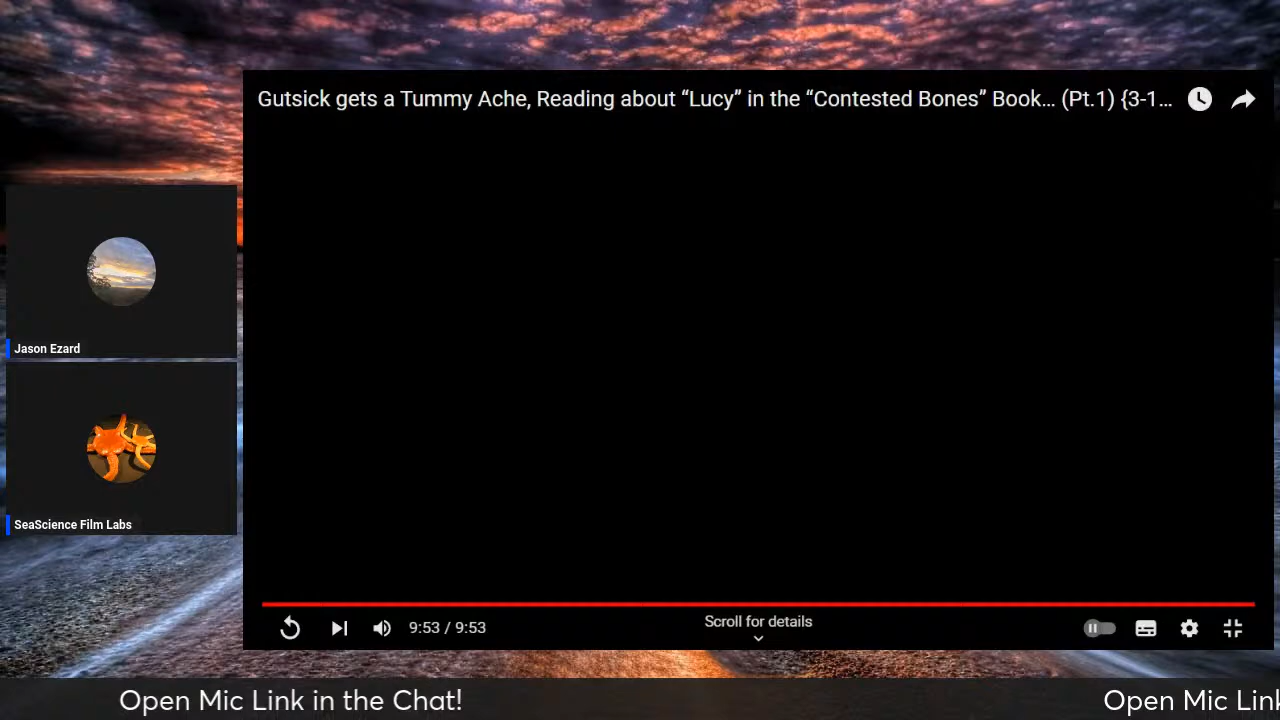 Gutsick gets a Tummy Ache, Reading about “Lucy” in the “Contested Bones” Book... (Pt.1) {3-1...
Jason Ezard
SeaScience Film Labs
9:53 / 9:53
Scroll for details
Open Mic Link in the Chat!
Open Mic Link